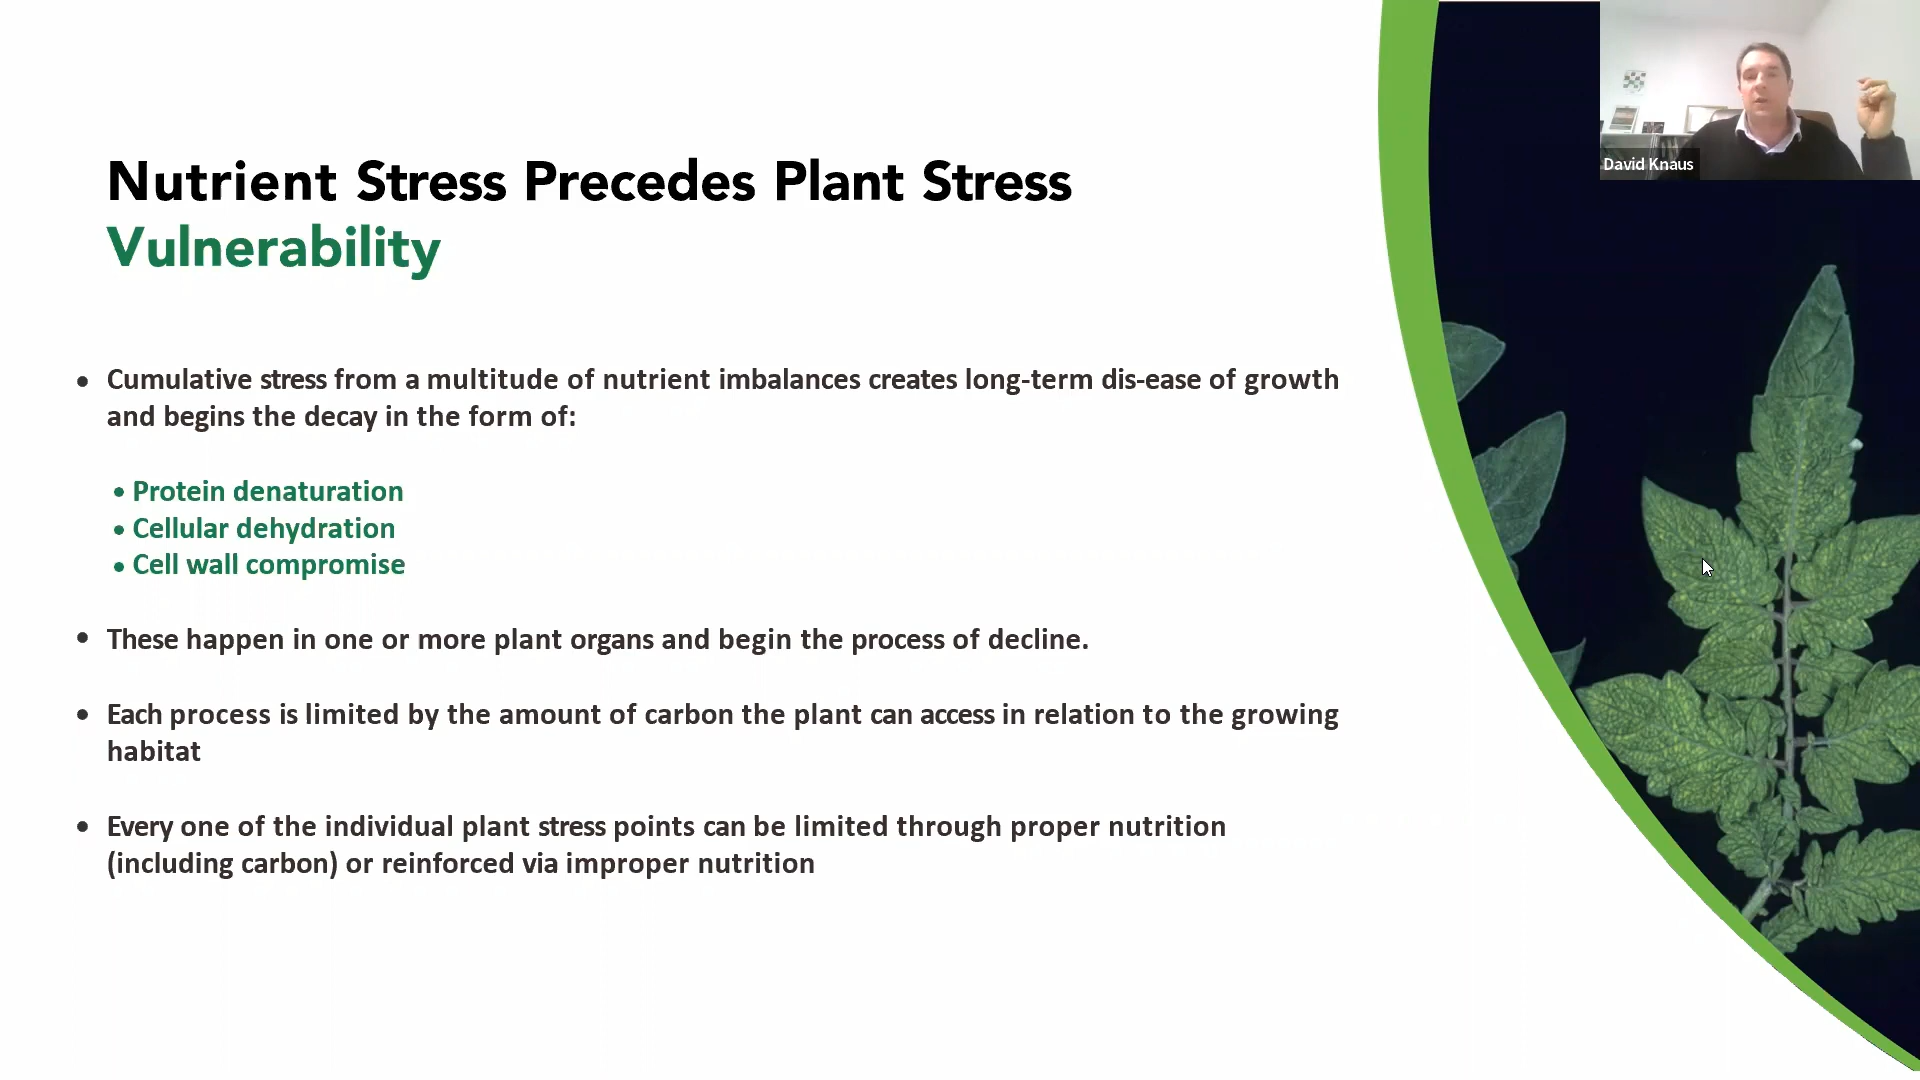 David Knaus
Nutrient Stress Precedes Plant Stress
Vulnerability
• Cumulative stress from a multitude of nutrient imbalances creates long-term dis-ease of growth
and begins the decay in the form of:
• Protein denaturation
• Cellular dehydration
• Cell wall compromise
• These happen in one or more plant organs and begin the process of decline.
• Each process is limited by the amount of carbon the plant can access in relation to the growing
habitat
• Every one of the individual plant stress points can be limited through proper nutrition
(including carbon) or reinforced via improper nutrition